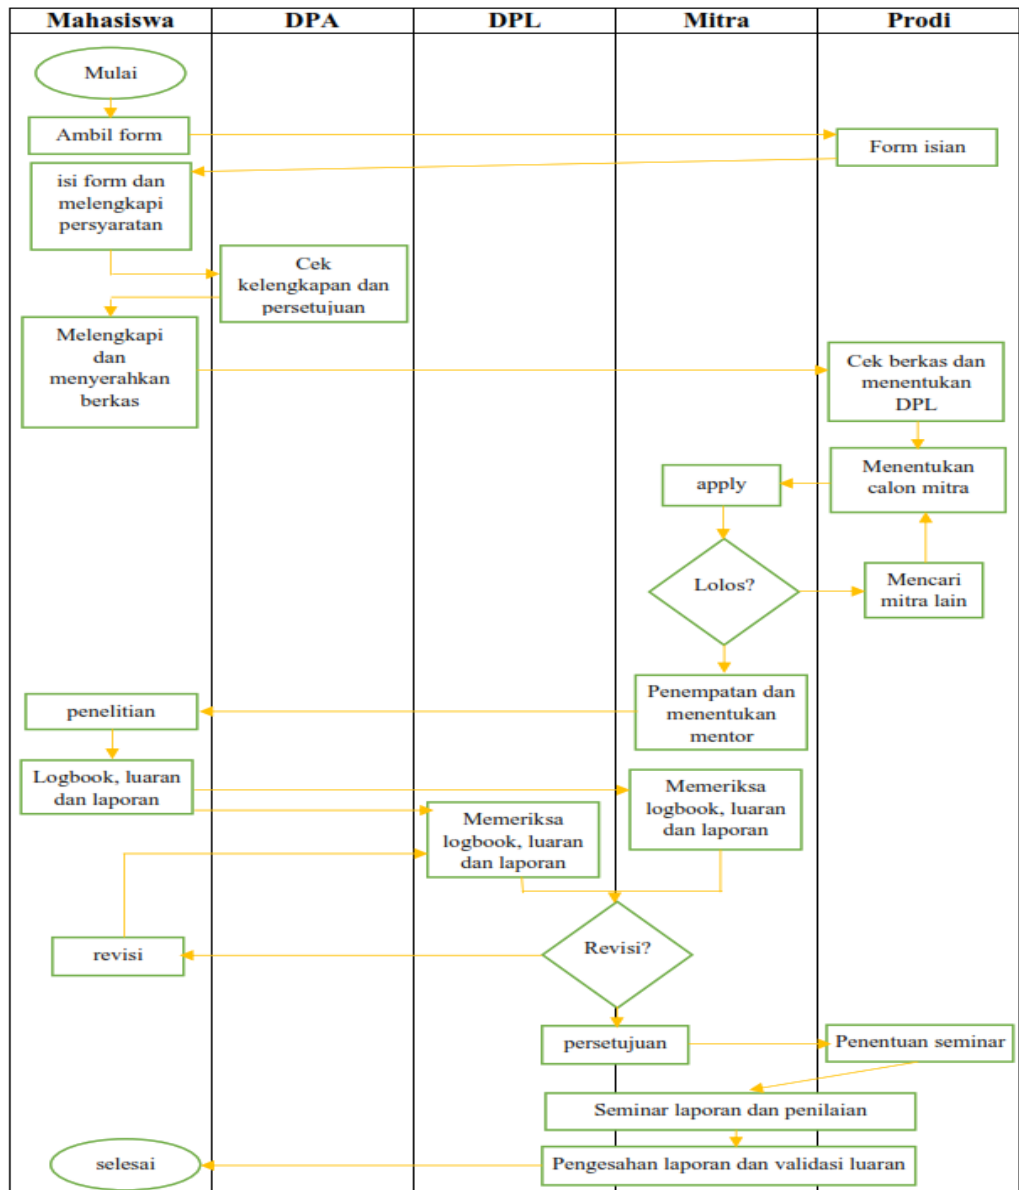 Mahasiswa DPA DPL Mitra Prodi
Mulai
Ambil form
Form isian
isi form dan
melengkapi
persyaratan
Cek
kelengkapan dan
persetujuan
Melengkapi
dan
menyerahkan
berkas
Cek berkas dan
menentukan
DPL
Menentukan
calon mitra
apply
Lolos?
Mencari
mitra lain
Penempatan dan
menentukan
mentor
penelitian
Logbook, luaran
dan laporan
Memeriksa
logbook, luaran
dan laporan
Memeriksa
logbook, luaran
dan laporan
Revisi?
revisi
persetujuan
Penentuan seminar
Seminar laporan dan penilaian
Pengesahan laporan dan validasi luaran
selesai